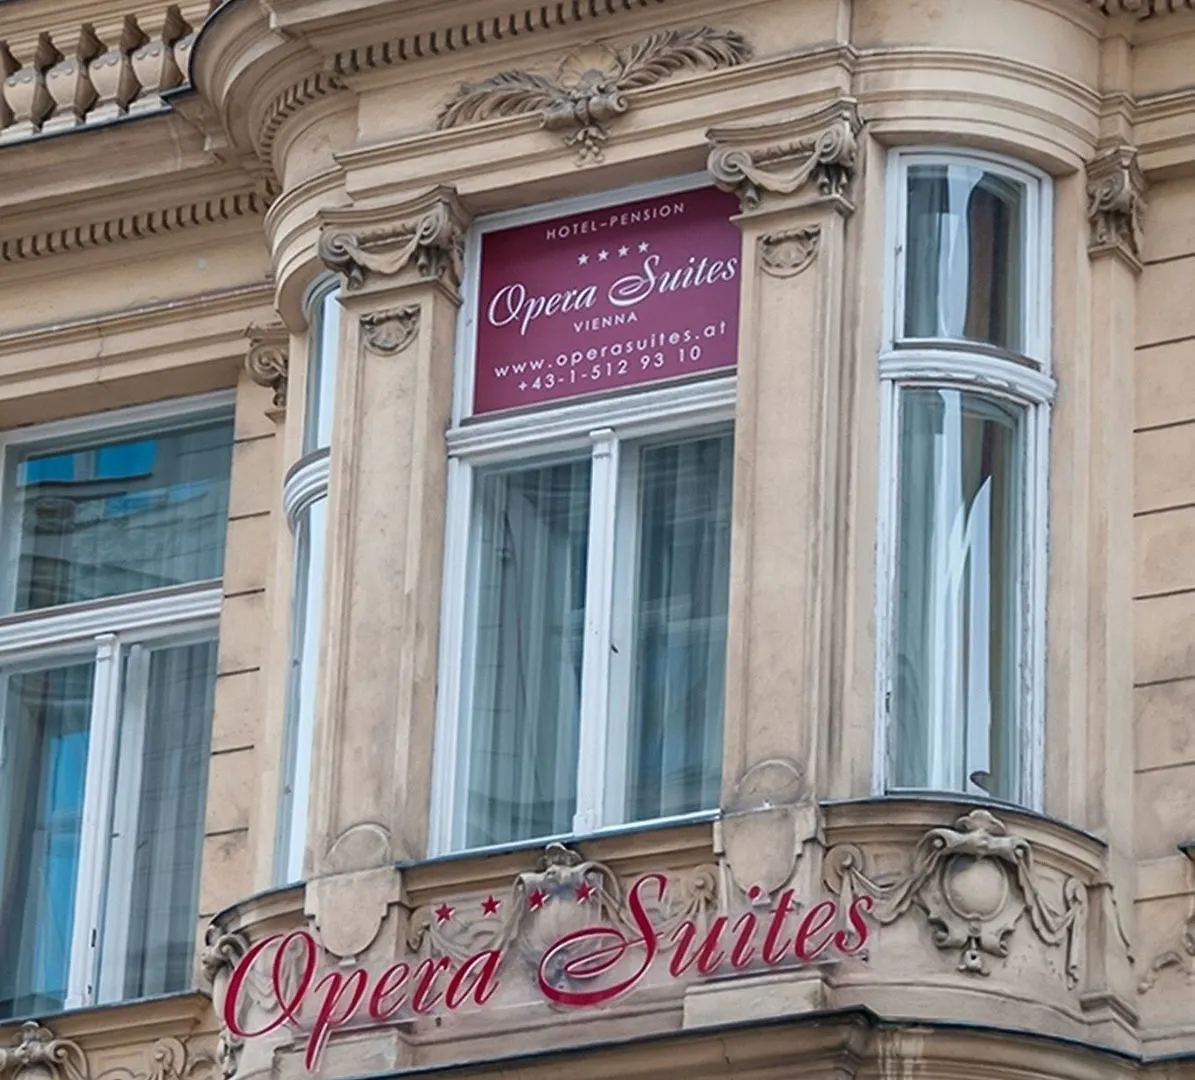 HOTEL–PENSION
★★★★
Opera Suites
VIENNA
www.operasuites.at
+43-1-512 93 10
★★★★
Opera Suites